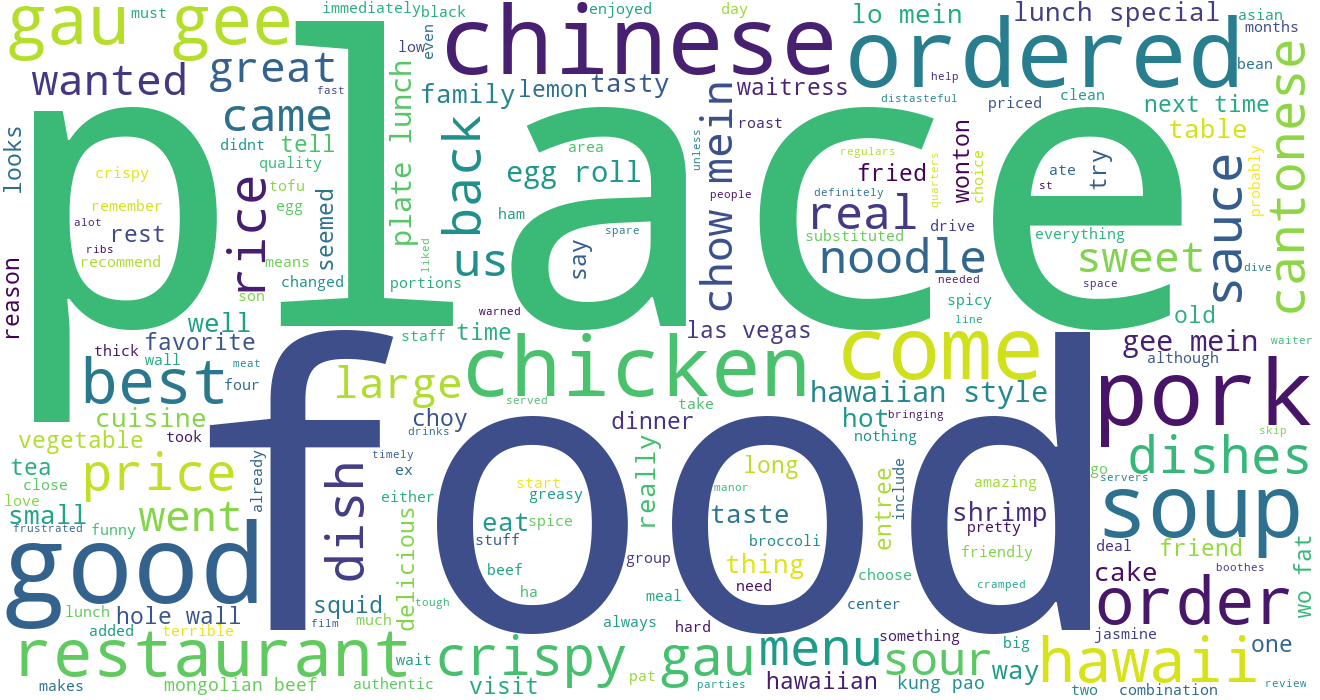 must
immediately
black
enjoyed
day
lo mein
lunch special
asian
gau gee
chinese
ordered
months
low
even
bean
wanted
great
fast
place
plate lunch
family
lemon
tasty
waitress
help
distasteful
priced
clean
next time
came
didnt
tell
looks
back
egg roll
area
chow mein
unless
roast
fried
wonton
choice
table
cantonese
probably
quality
crispy
tofu
remember
egg
alot
rest
ribs
recommend
rice
seemed
means
ham
say
spare
people
regulars
quarters
definitely
real
substituted
drive
noodle
st
ate
try
everything
sweet
sauce
space
dive
reason
son
changed
portions
liked
us
warned
needed
spicy
line
old
well
favorite
thick
wall
meat
four
staff
time
las vegas
chicken
come
gee mein
although
waiter
best
large
served
take
hawaiian style
pork
cuisine
vegetable
took
food
choy
drinks
dinner
hot
bringing
nothing
skip
dishes
tea
close
love
price
already
timely
ex
either
really
long
start
greasy
manor
amazing
include
entree
go
servers
small
frustrated
funny
went
dish
delicious
eat
spice
stuff
taste
broccoli
shrimp
pretty
friendly
soup
deal
friend
boothes
wo fat
good
beef
ha
group
thing
need
choose
cramped
cake
order
lunch
hole wall
added
terrible
squid
film
much
tough
meal
always
hard
center
something
big
jasmine
one
restaurant
wait
crispy gau
menu
sour
way
hawaii
makes
mongolian beef
authentic
visit
pat
parties
hawaiian
kung pao
two
combination
review